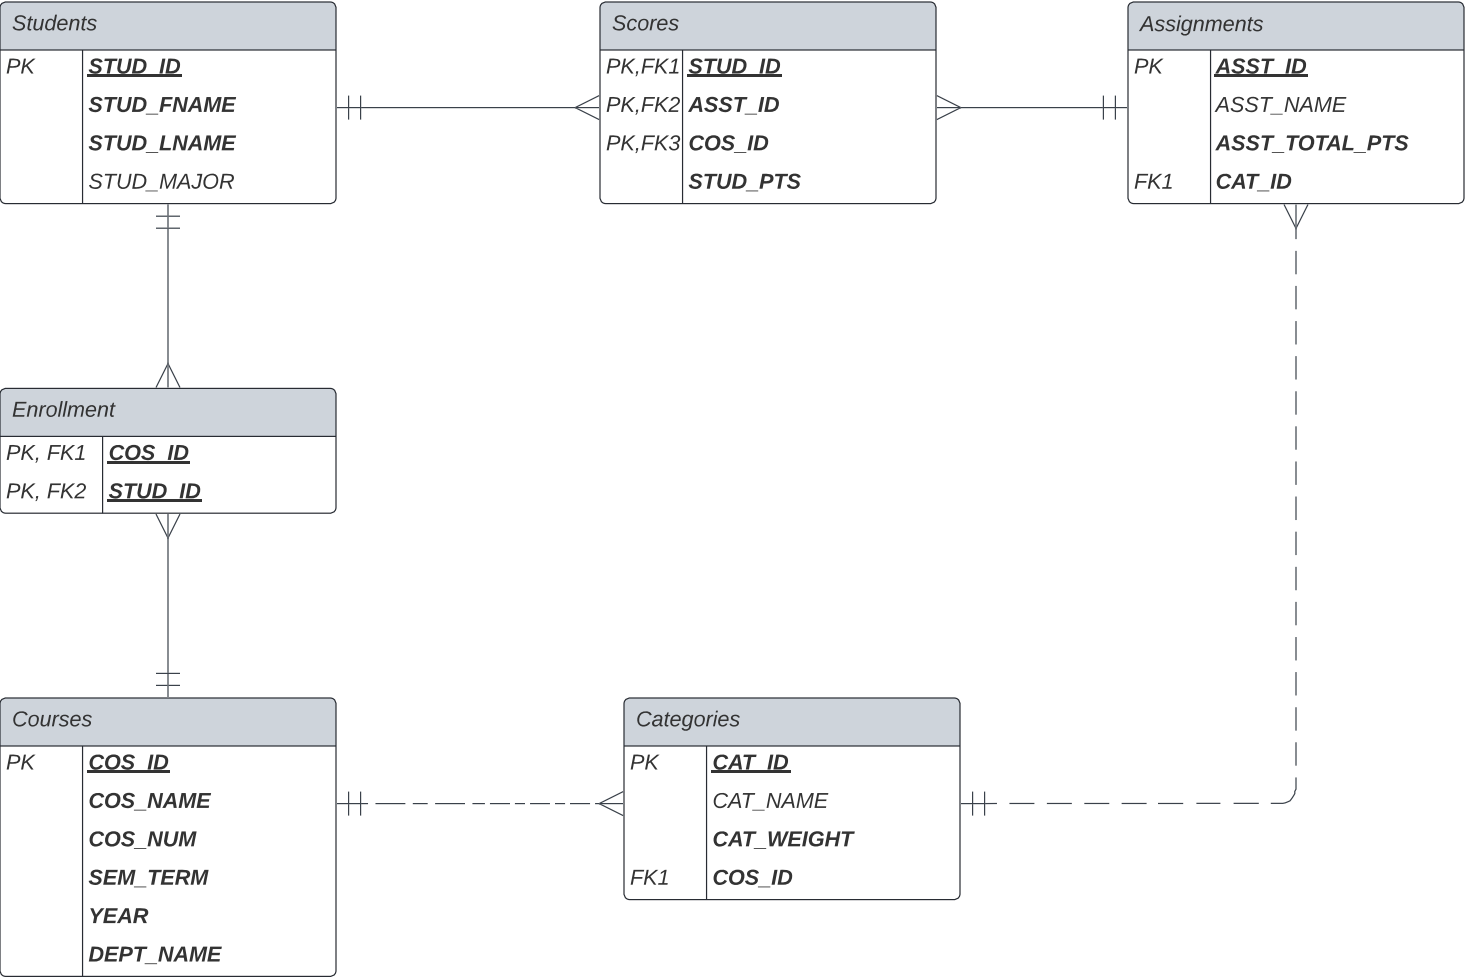 Students
PK STUD_ID
STUD_FNAME
STUD_LNAME
STUD_MAJOR
Scores
PK,FK1 STUD_ID
PK,FK2 ASST_ID
PK,FK3 COS_ID
STUD_PTS
Assignments
PK ASST_ID
ASST_NAME
ASST_TOTAL_PTS
FK1 CAT_ID
Enrollment
PK, FK1 COS_ID
PK, FK2 STUD_ID
Courses
PK COS_ID
COS_NAME
COS_NUM
SEM_TERM
YEAR
DEPT_NAME
Categories
PK CAT_ID
CAT_NAME
CAT_WEIGHT
FK1 COS_ID